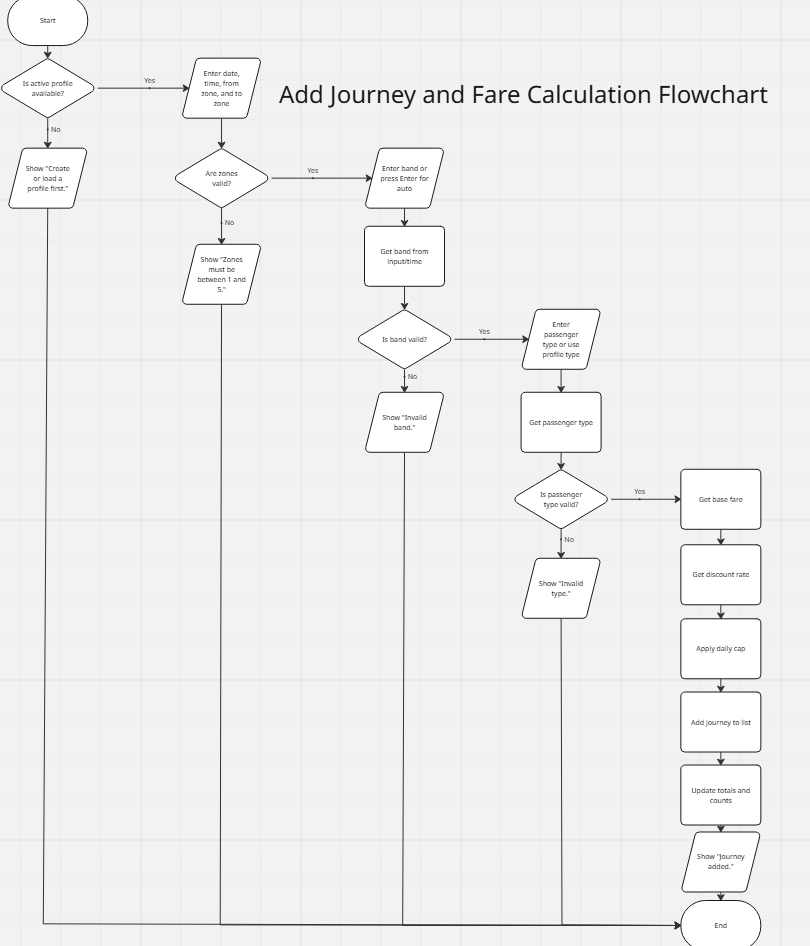 Start
Is active profile
available?
Yes
Enter date,
time, from
zone, and to
zone
Add Journey and Fare Calculation Flowchart
No
Show "Create
or load a
profile first."
Are zones
valid?
Yes
Enter band or
press Enter for
auto
No
Show "Zones
must be
between 1 and
5."
Get band from
input/time
Is band valid?
Yes
Enter
passenger
type or use
profile type
No
Show "Invalid
band."
Get passenger type
Is passenger
type valid?
Yes
Get base fare
No
Show "Invalid
type."
Get discount rate
Apply daily cap
Add journey to list
Update totals and
counts
Show "Journey
added."
End